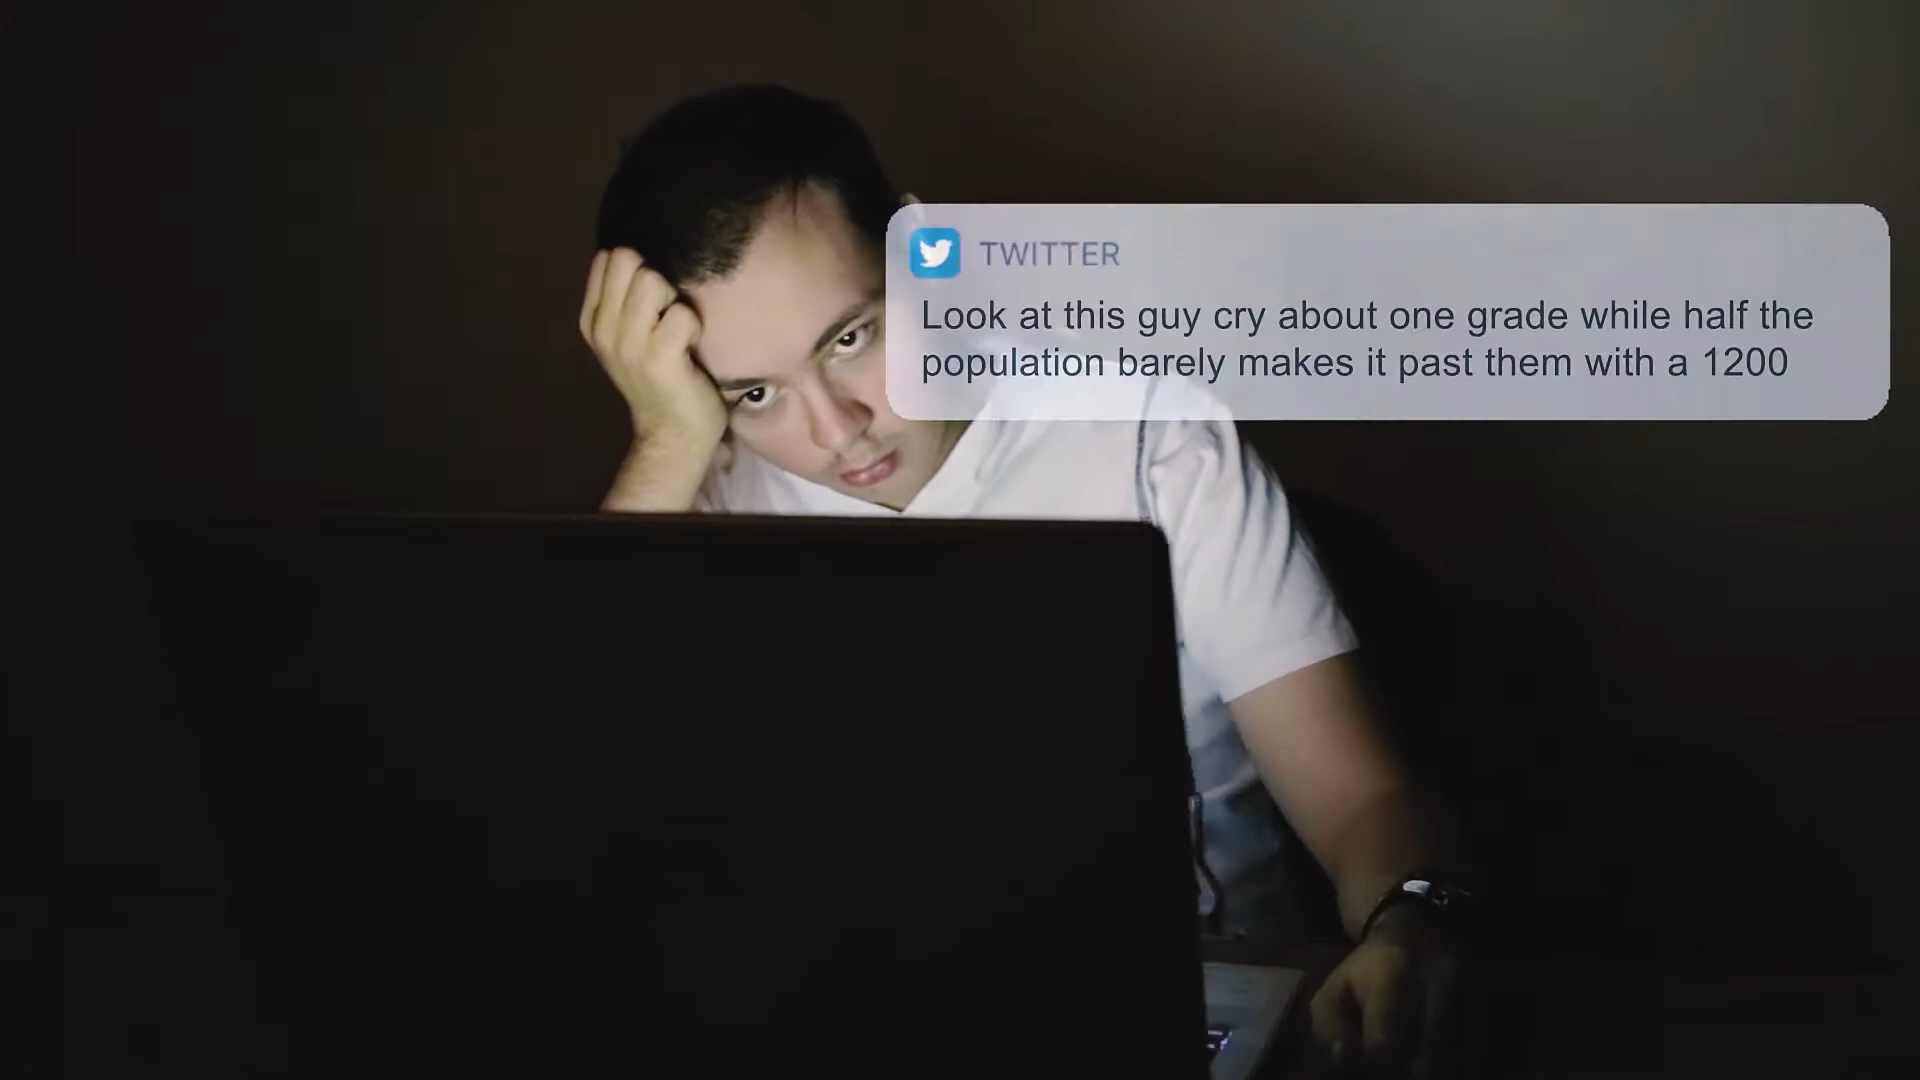 TWITTER
Look at this guy cry about one grade while half the
population barely makes it past them with a 1200